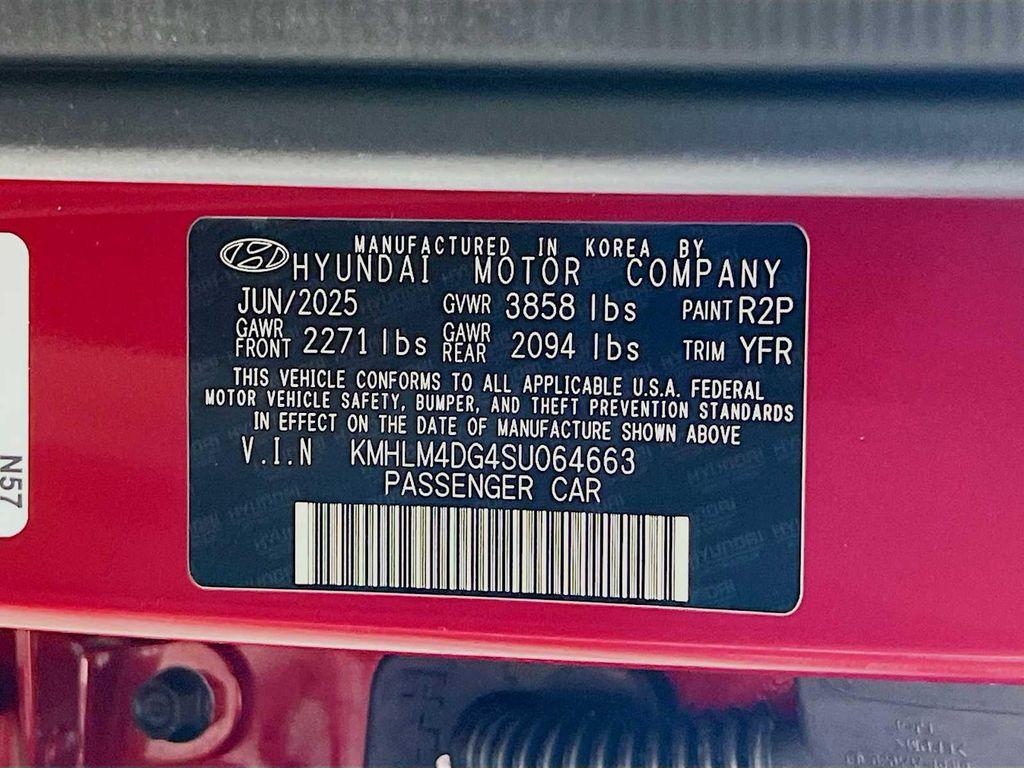 MANUFACTURED IN KOREA BY
HYUNDAI MOTOR COMPANY
JUN/2025 GVWR 3858 lbs PAINT R2P
GAWR FRONT 2271 lbs GAWR REAR 2094 lbs TRIM YFR
THIS VEHICLE CONFORMS TO ALL APPLICABLE U.S.A. FEDERAL
MOTOR VEHICLE SAFETY, BUMPER, AND THEFT PREVENTION STANDARDS
IN EFFECT ON THE DATE OF MANUFACTURE SHOWN ABOVE
V.I.N KMHLM4DG4SU064663
PASSENGER CAR
N57